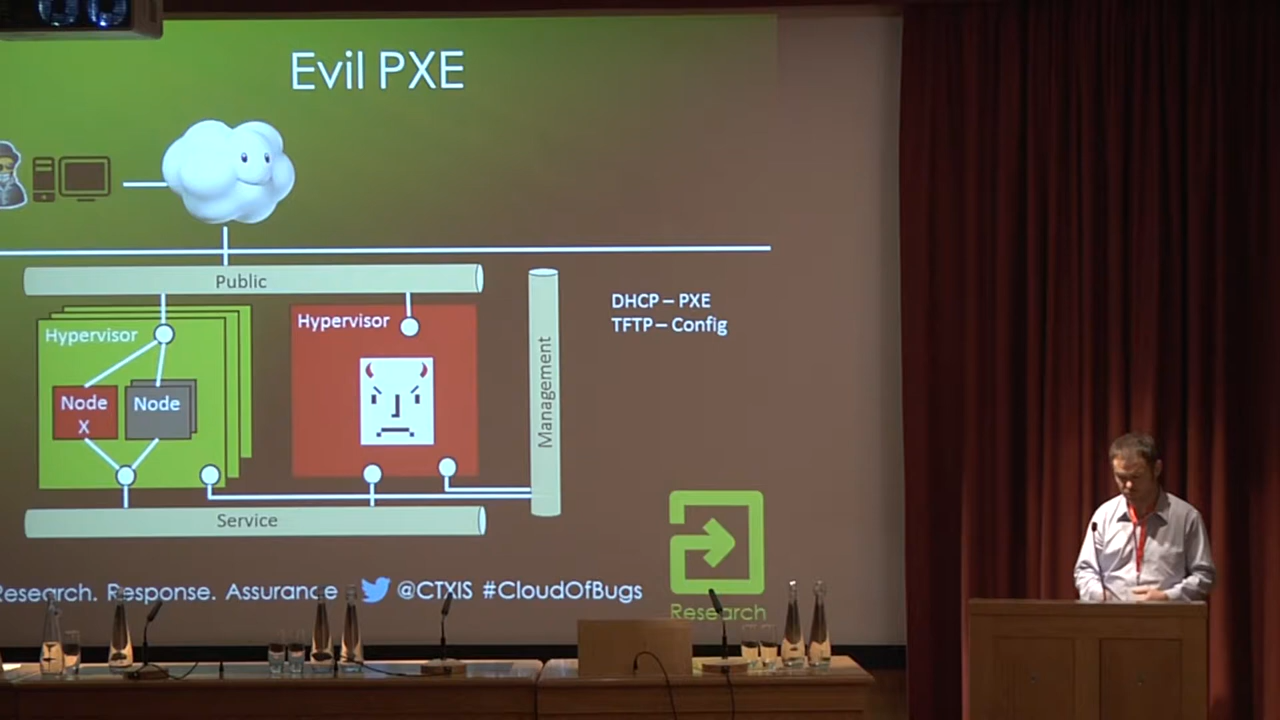 Evil PXE
Public
Hypervisor
Hypervisor
Node
X
Node
Management
DHCP – PXE
TFTP – Config
Service
Research. Response. Assurance @CTXIS #CloudOfBugs
Research